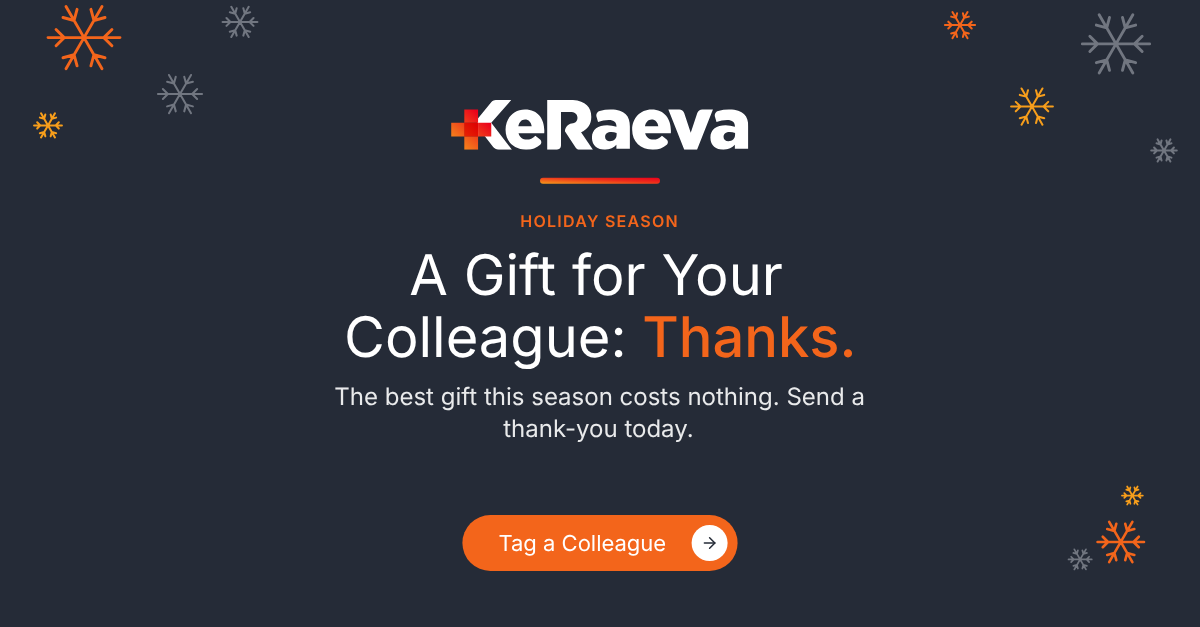 KeRaeva
HOLIDAY SEASON
A Gift for Your
Colleague: Thanks.
The best gift this season costs nothing. Send a
thank-you today.
Tag a Colleague